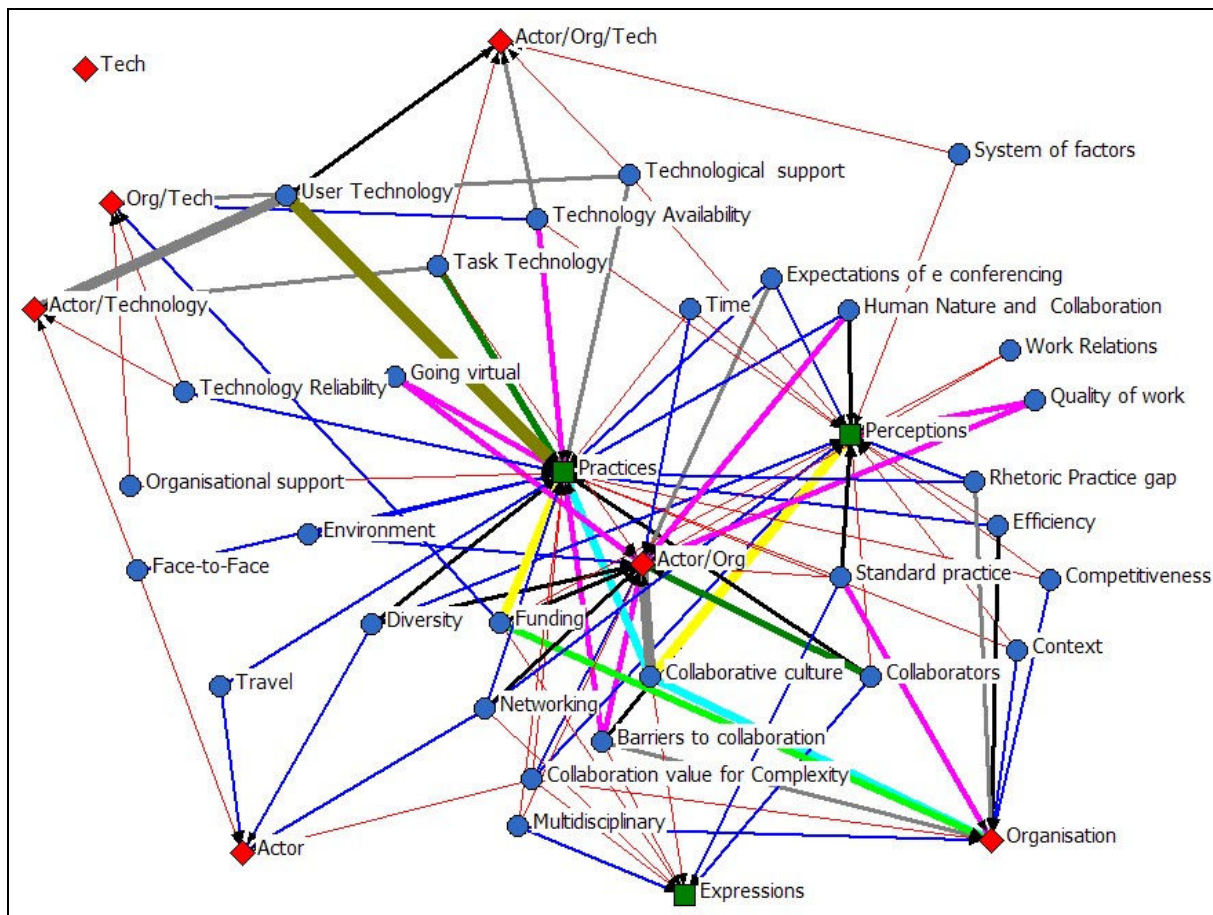 Actor/Org/Tech
Tech
System of factors
Technological support
User Technology
Org/Tech
Technology Availability
Task Technology
Expectations of e conferencing
Actor/Technology
Time
Human Nature and Collaboration
Work Relations
Going virtual
Technology Reliability
Quality of work
Perceptions
Practices
Rhetoric Practice gap
Organisational support
Efficiency
Environment
Actor/Org
Face-to-Face
Standard practice
Competitiveness
Diversity
Funding
Context
Collaborative culture
Collaborators
Travel
Networking
Barriers to collaboration
Collaboration value for Complexity
Multidisciplinary
Organisation
Actor
Expressions